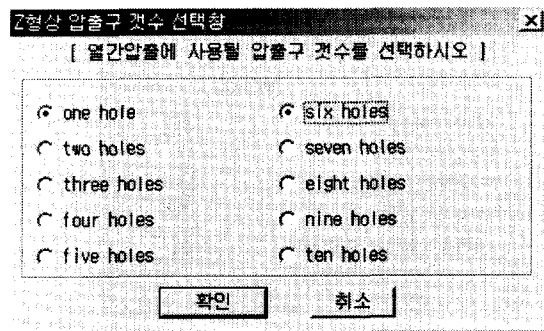 Z형상 압출구 갯수 선택창
[ 열간압출에 사용될 압출구 갯수를 선택하시오 ]
one hole
six holes
two holes
seven holes
three holes
eight holes
four holes
nine holes
five holes
ten holes
확인
취소